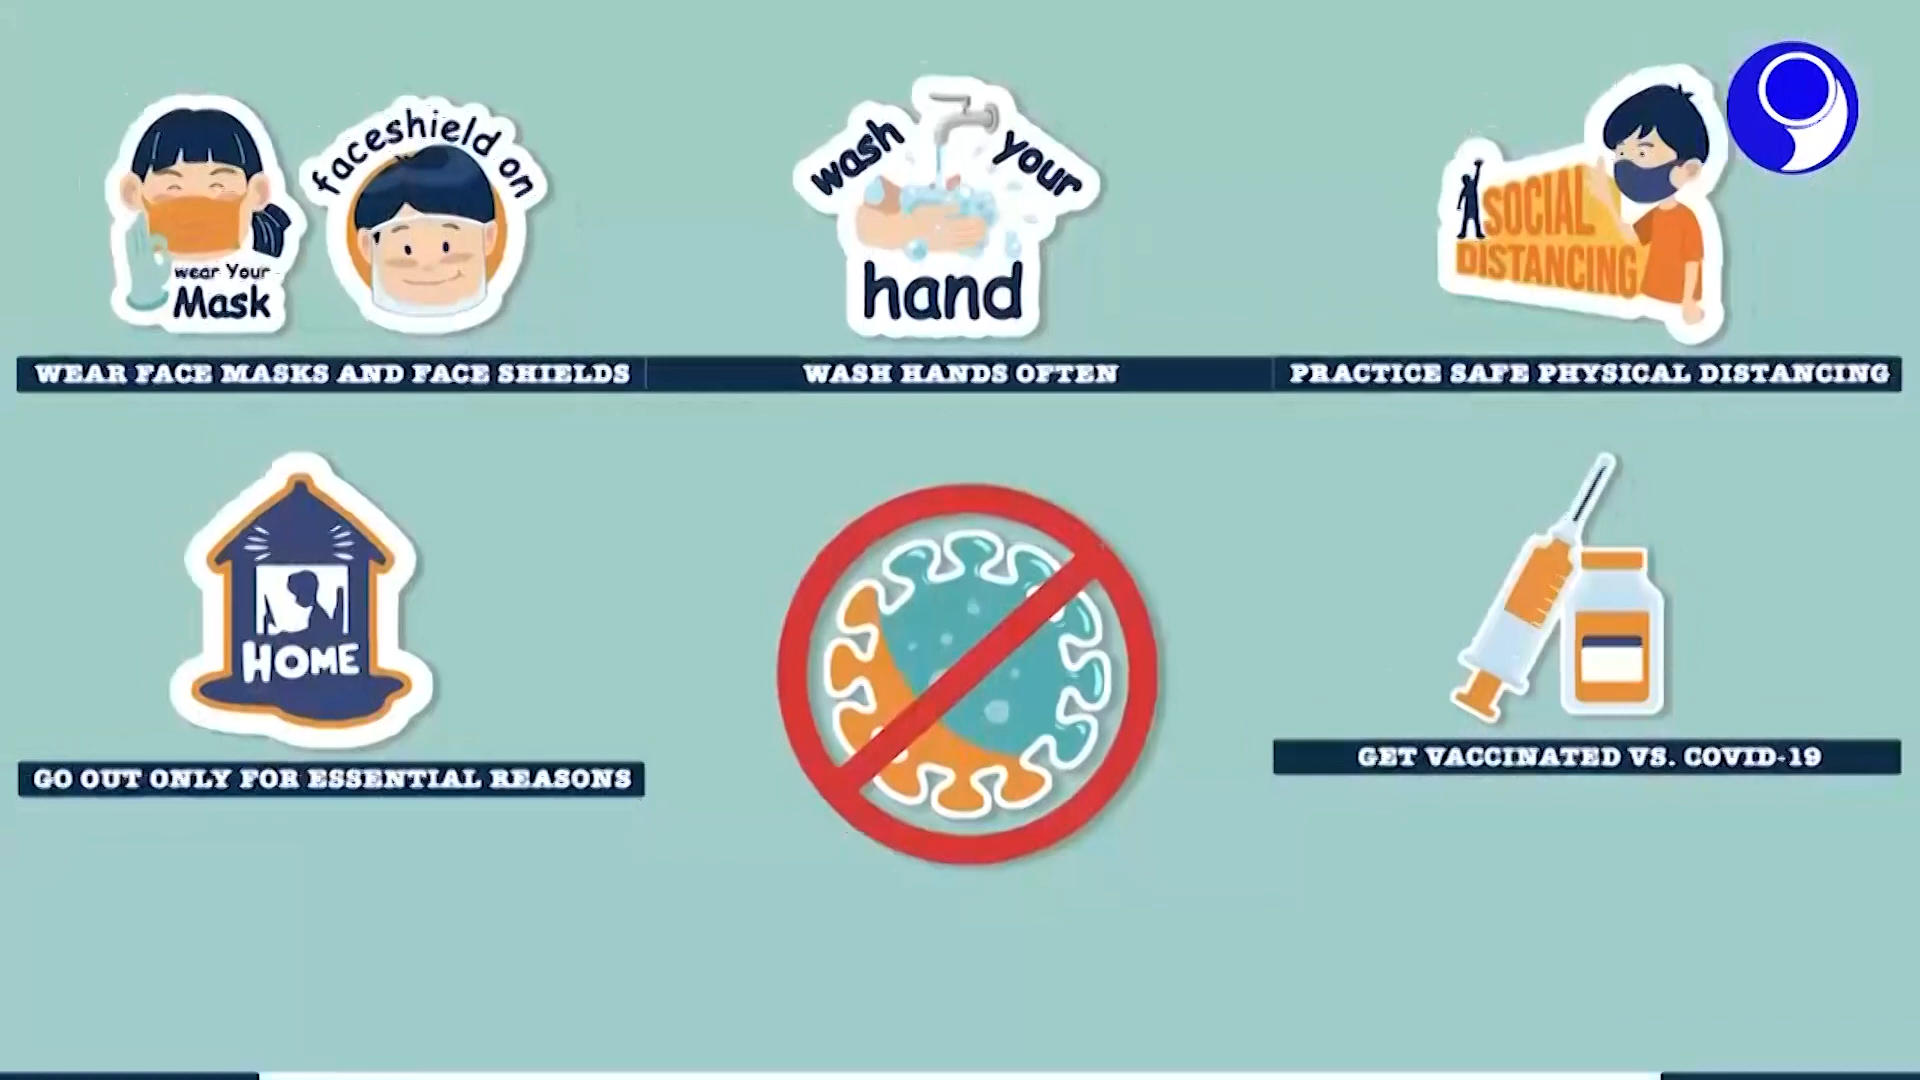 faceshield on
wear Your
Mask
wash your
hand
SOCIAL
DISTANCING
WEAR FACE MASKS AND FACE SHIELDS
WASH HANDS OFTEN
PRACTICE SAFE PHYSICAL DISTANCING
HOME
GO OUT ONLY FOR ESSENTIAL REASONS
GET VACCINATED VS. COVID-19